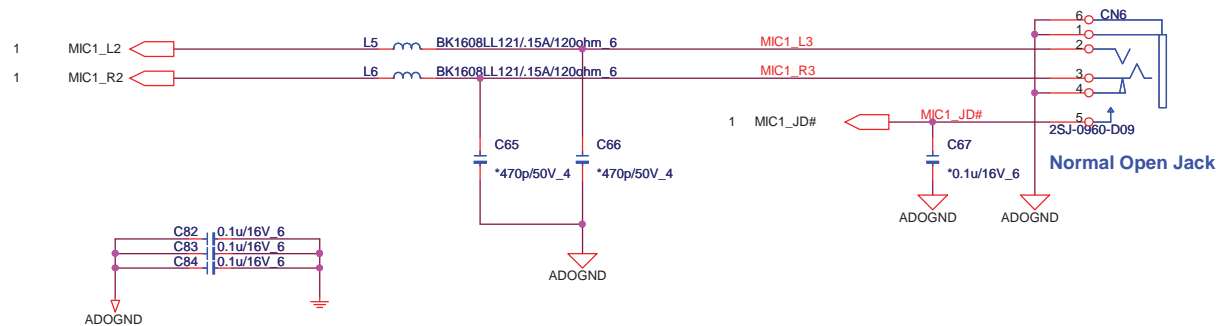 6 CN6
1
1 MIC1_L2 L5 BK1608LL121/.15A/120ohm_6 MIC1_L3 2
1 MIC1_R2 L6 BK1608LL121/.15A/120ohm_6 MIC1_R3 3
4
1 MIC1_JD# MIC1_JD# 5
2SJ-0960-D09
C65 C66 C67
Normal Open Jack
*470p/50V_4 *470p/50V_4 *0.1u/16V_6
ADOGND ADOGND
C82 0.1u/16V_6
C83 0.1u/16V_6
C84 0.1u/16V_6
ADOGND
ADOGND